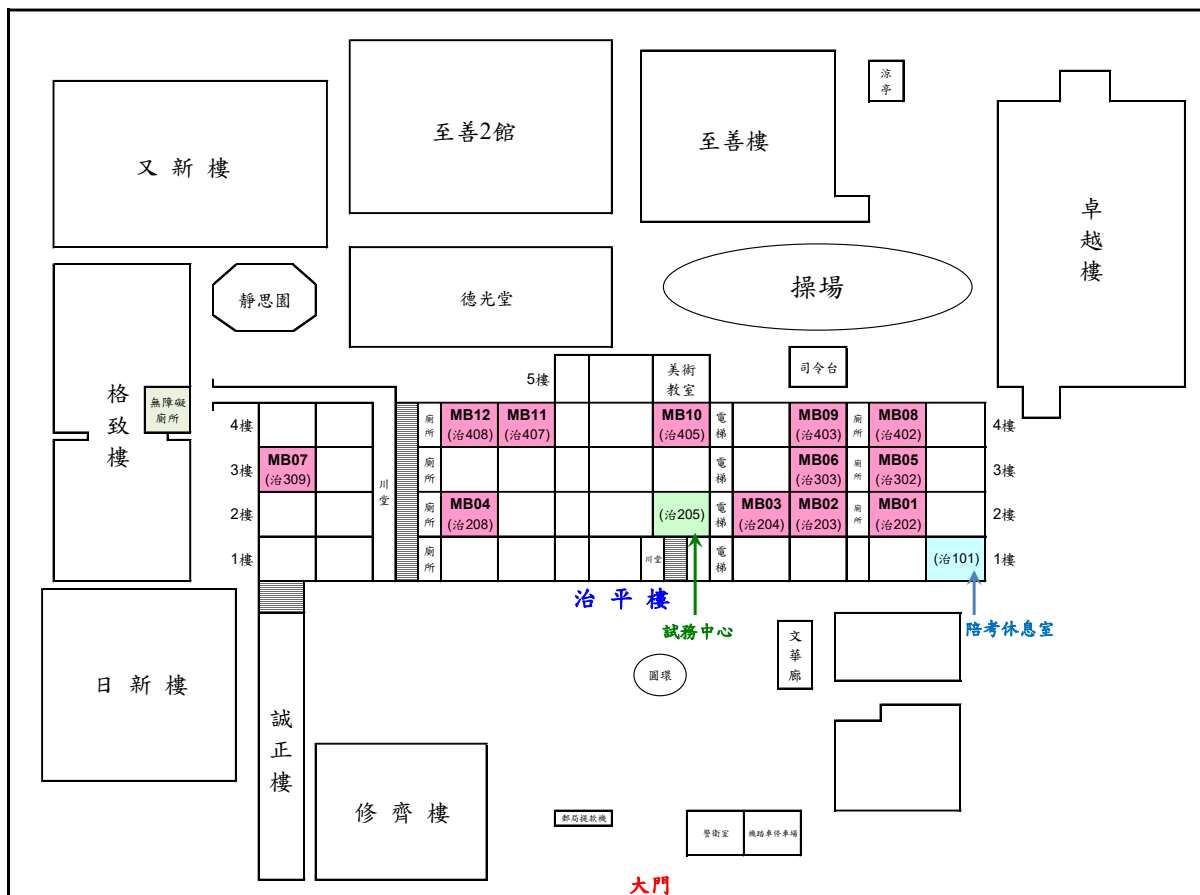 涼亭
至善2館
至善樓
又新樓
卓越樓
靜思園
德光堂
操場
格致樓
無障礙廁所
5樓
美術教室
司令台
4樓
廁所
MB12
(治408)
MB11
(治407)
MB10
(治405)
電梯
MB09
(治403)
廁所
MB08
(治402)
4樓
3樓
MB07
(治309)
川堂
廁所
電梯
MB06
(治303)
廁所
MB05
(治302)
3樓
2樓
廁所
MB04
(治208)
(治205)
電梯
MB03
(治204)
MB02
(治203)
廁所
MB01
(治202)
2樓
1樓
廁所
川堂
電梯
(治101)
1樓
治平樓
試務中心
陪考休息室
文華廊
圓環
日新樓
誠正樓
修齊樓
郵局提款機
警衛室
機踏車停車場
大門